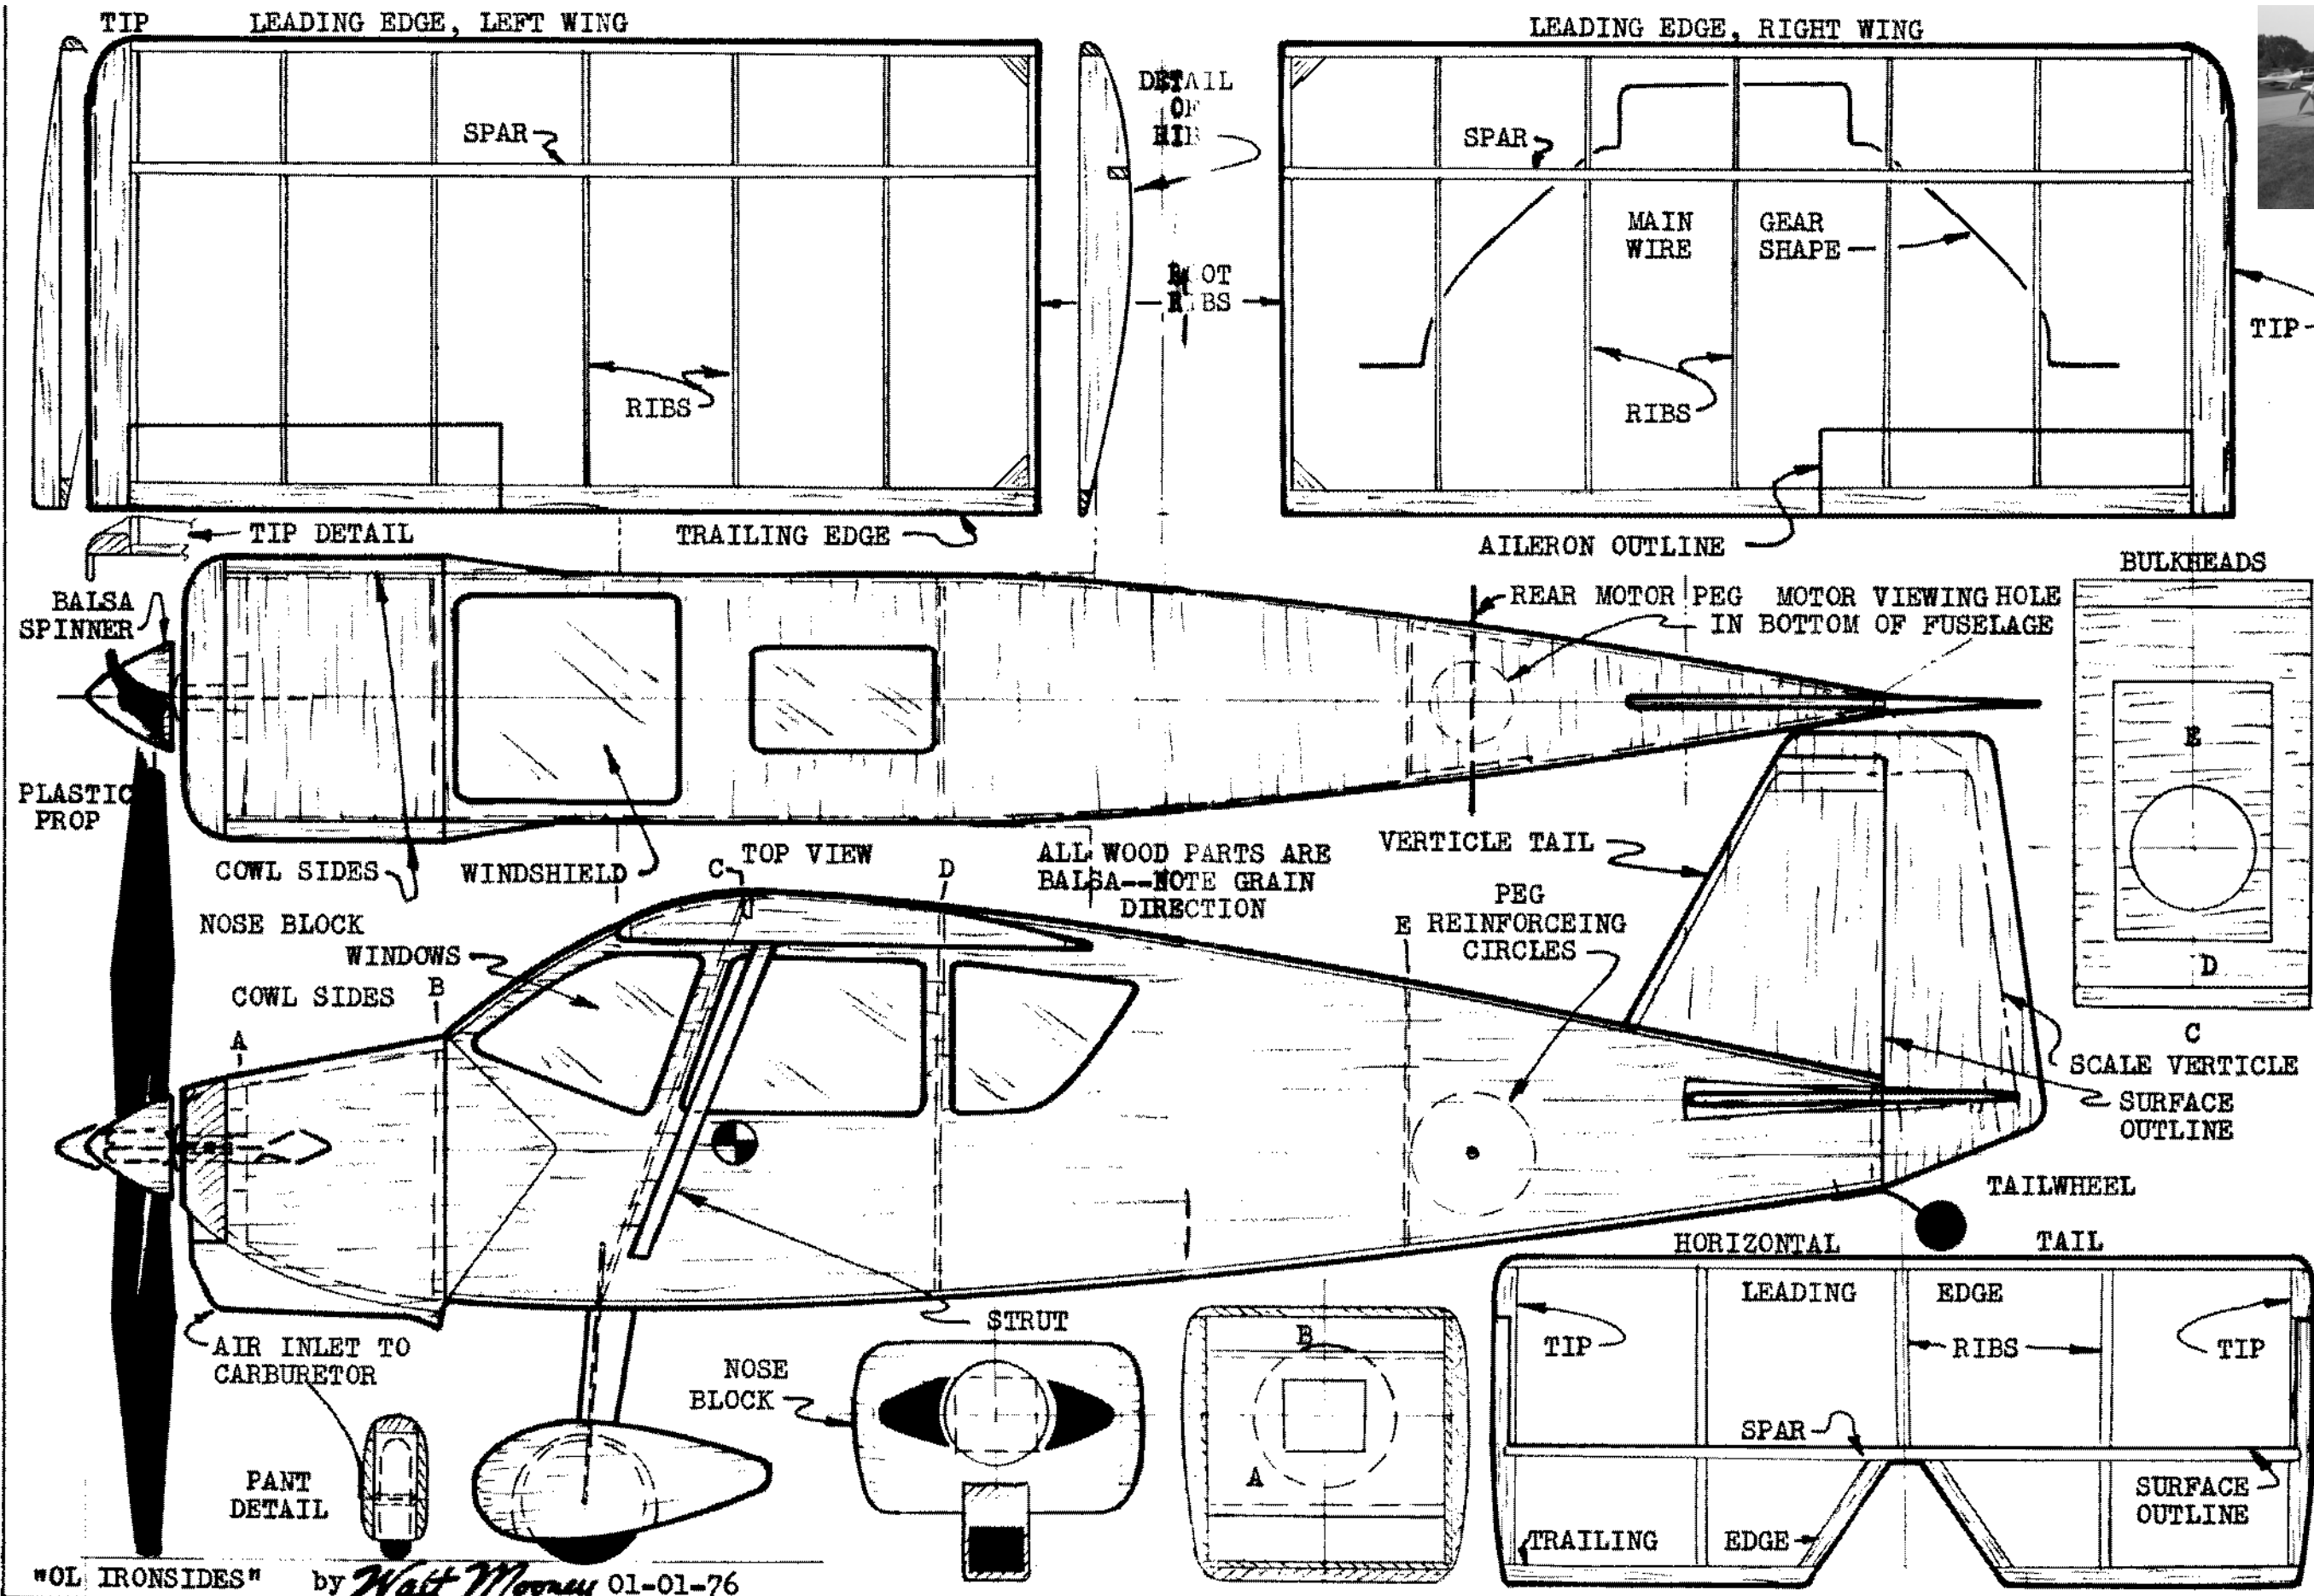 TIP
LEADING EDGE, LEFT WING
LEADING EDGE, RIGHT WING
DETAIL
OF
RIB
SPAR
SPAR
MAIN
WIRE
GEAR
SHAPE
ROOT
RIBS
TIP
RIBS
RIBS
TIP DETAIL
TRAILING EDGE
AILERON OUTLINE
BULKHEADS
BALSA
SPINNER
REAR MOTOR PEG
MOTOR VIEWING HOLE
IN BOTTOM OF FUSELAGE
E
PLASTIC
PROP
COWL SIDES
WINDSHIELD
TOP VIEW
C
D
ALL WOOD PARTS ARE
BALSA--NOTE GRAIN
DIRECTION
VERTICLE TAIL
PEG
E REINFORCEING
CIRCLES
NOSE BLOCK
WINDOWS
COWL SIDES
B
A
D
C
SCALE VERTICLE
SURFACE
OUTLINE
TAILWHEEL
HORIZONTAL TAIL
LEADING EDGE
STRUT
AIR INLET TO
CARBURETOR
NOSE
BLOCK
B
A
TIP
RIBS
TIP
SPAR
SURFACE
OUTLINE
PANT
DETAIL
TRAILING EDGE
"OL IRONSIDES" by Walt Mooney 01-01-76